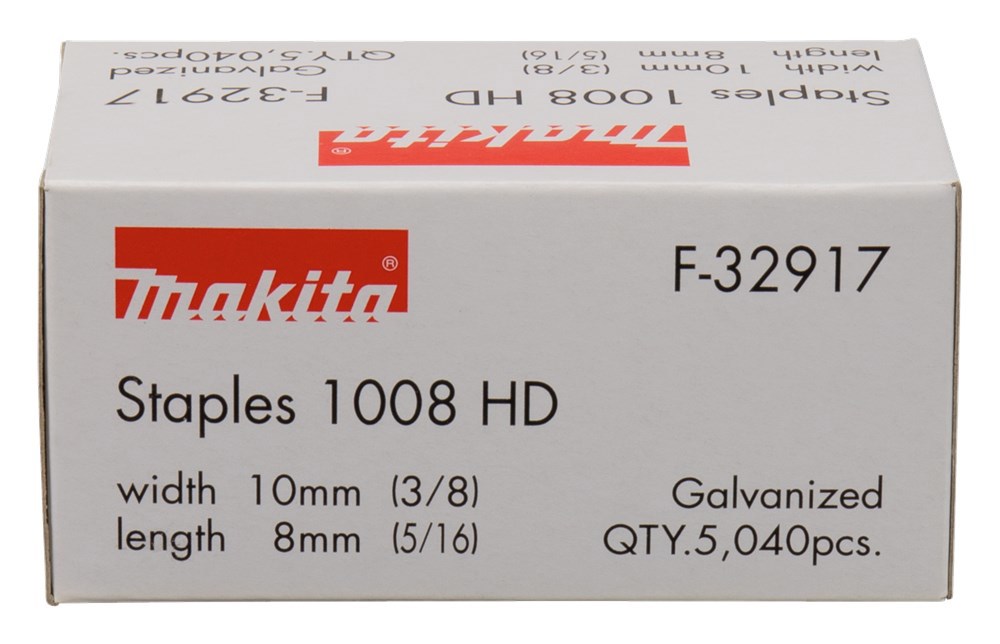 Staples 1008 HD F-32917
width 10mm (3/8) Galvanized
length 8mm (5/16) QTY.5,040pcs.
makita®
makita® F-32917
Staples 1008 HD
width 10mm (3/8) Galvanized
length 8mm (5/16) QTY.5,040pcs.